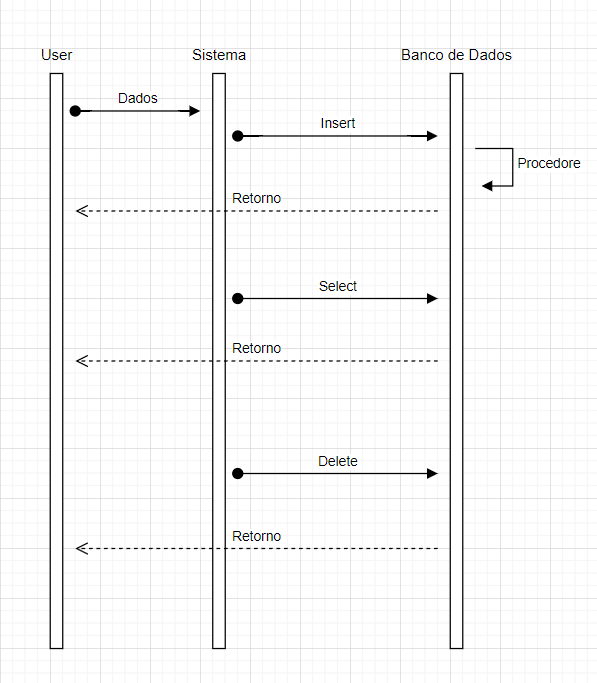 User
Sistema
Banco de Dados
Dados
Insert
Procedore
Retorno
Select
Retorno
Delete
Retorno